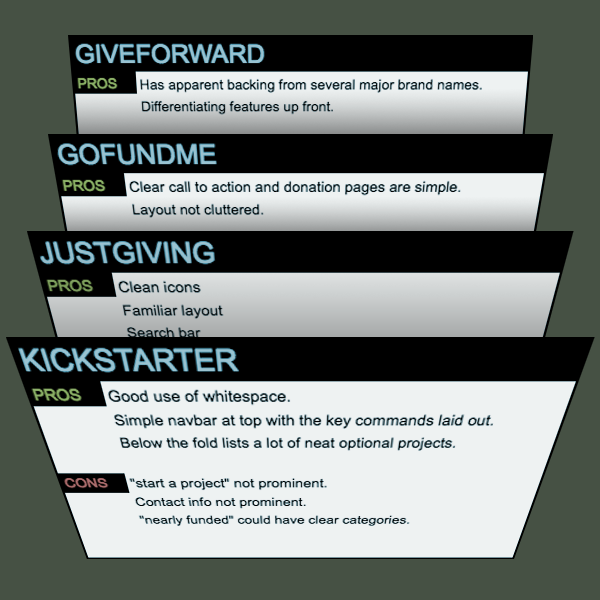 GIVEFORWARD
PROS Has apparent backing from several major brand names.
Differentiating features up front.
GOFUNDME
PROS Clear call to action and donation pages are simple.
Layout not cluttered.
JUSTGIVING
PROS Clean icons
Familiar layout
Search bar
KICKSTARTER
PROS Good use of whitespace.
Simple navbar at top with the key commands laid out.
Below the fold lists a lot of neat optional projects.
CONS "start a project" not prominent.
Contact info not prominent.
"nearly funded" could have clear categories.